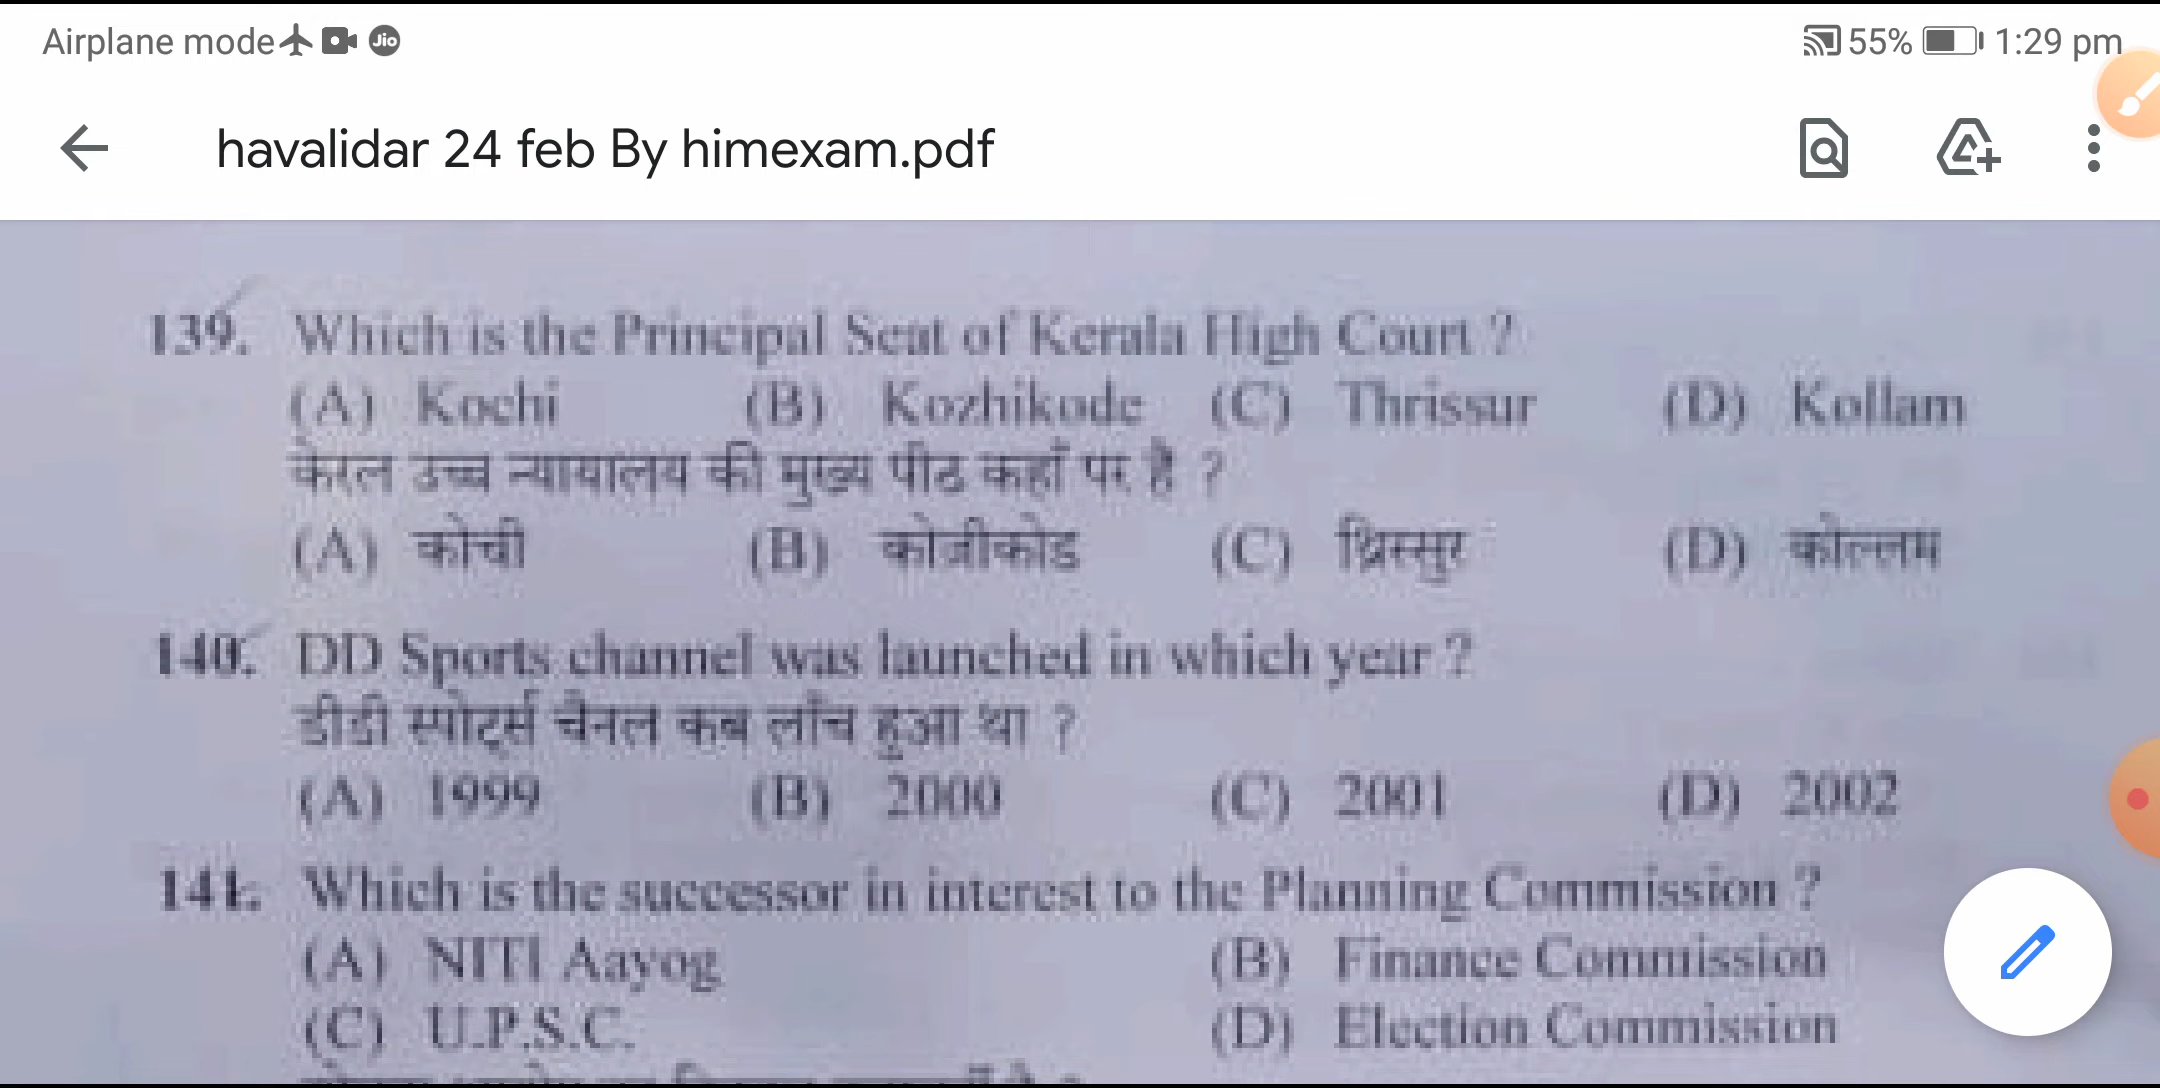 Airplane mode Jio 55% 1:29 pm
havalidar 24 feb By himexam.pdf
139. Which is the Principal Seat of Kerala High Court ?
(A) Kochi (B) Kozhikode (C) Thrissur (D) Kollam
केरल उच्च न्यायालय की मुख्य पीठ कहाँ पर है ?
(A) कोची (B) कोजीकोड (C) थ्रिस्सुर (D) कोल्लम
140. DD Sports channel was launched in which year ?
डीडी स्पोर्ट्स चैनल कब लाँच हुआ था ?
(A) 1999 (B) 2000 (C) 2001 (D) 2002
141. Which is the successor in interest to the Planning Commission ?
(A) NITI Aayog (B) Finance Commission
(C) U.P.S.C. (D) Election Commission